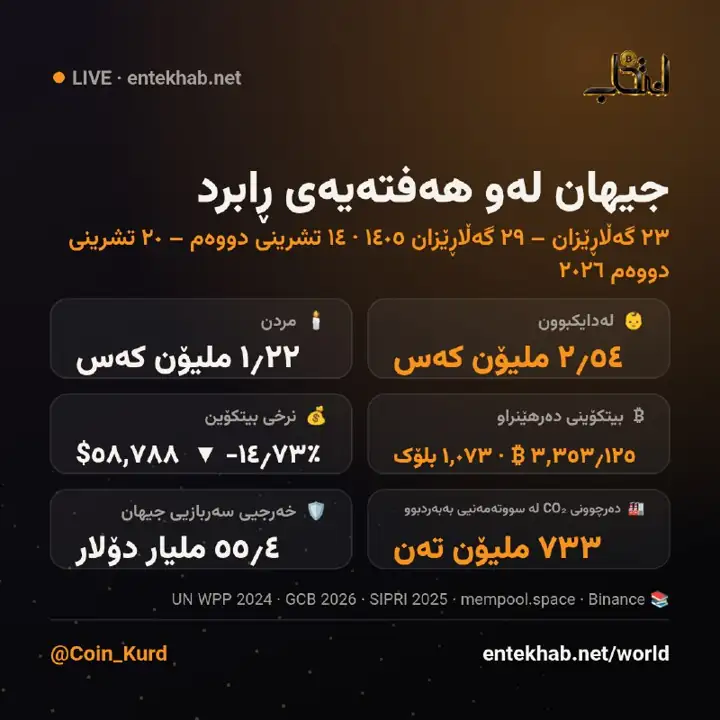 LIVE · entekhab.net
انتخاب
جیهان لەو هەفتەیەی ڕابرد
٢٣ گەڵاڕێزان – ٢٩ گەڵاڕێزان ١٤٠٥ · ١٤ تشرینی دووەم – ٢٠ تشرینی
دووەم ٢٠٢٦
👶 لەدایکبوون
٢٫٥٤ ملیۆن کەس
🕯️ مردن
١٫٢٢ ملیۆن کەس
₿ بیتکۆینی دەرهێنراو
٣,٣٥٣٫١٢٥ ₿ · ١,٠٧٣ بلۆک
💰 نرخی بیتکۆین
$٥٨,٧٨٨ ▼ -١٤٫٧٣٪
🏭 دەرچوونی CO₂ لە سووتەمەنیی بەبەردبوو
٧٣٣ ملیۆن تەن
🛡️ خەرجیی سەربازیی جیهان
٥٥٫٤ ملیار دۆلار
📚 UN WPP 2024 · GCB 2026 · SIPRI 2025 · mempool.space · Binance
@Coin_Kurd
entekhab.net/world